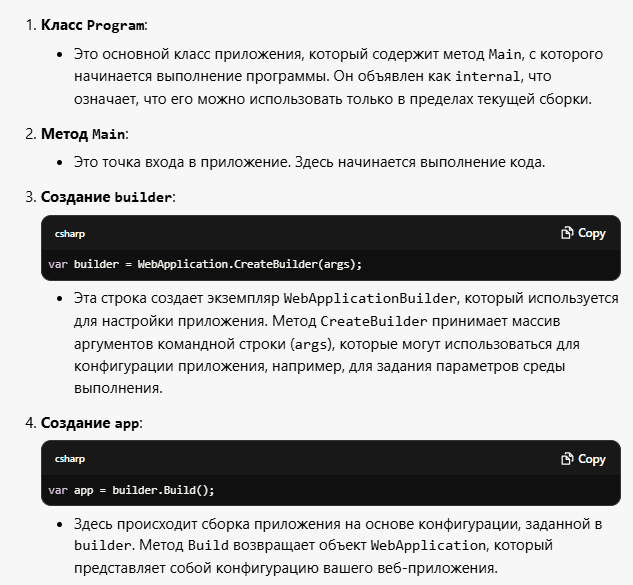 1. Класс Program:
• Это основной класс приложения, который содержит метод Main, с которого
начинается выполнение программы. Он объявлен как internal, что
означает, что его можно использовать только в пределах текущей сборки.
2. Метод Main:
• Это точка входа в приложение. Здесь начинается выполнение кода.
3. Создание builder:
csharp Copy
var builder = WebApplication.CreateBuilder(args);
• Эта строка создает экземпляр WebApplicationBuilder, который используется
для настройки приложения. Метод CreateBuilder принимает массив
аргументов командной строки (args), которые могут использоваться для
конфигурации приложения, например, для задания параметров среды
выполнения.
4. Создание app:
csharp Copy
var app = builder.Build();
• Здесь происходит сборка приложения на основе конфигурации, заданной в
builder. Метод Build возвращает объект WebApplication, который
представляет собой конфигурацию вашего веб-приложения.